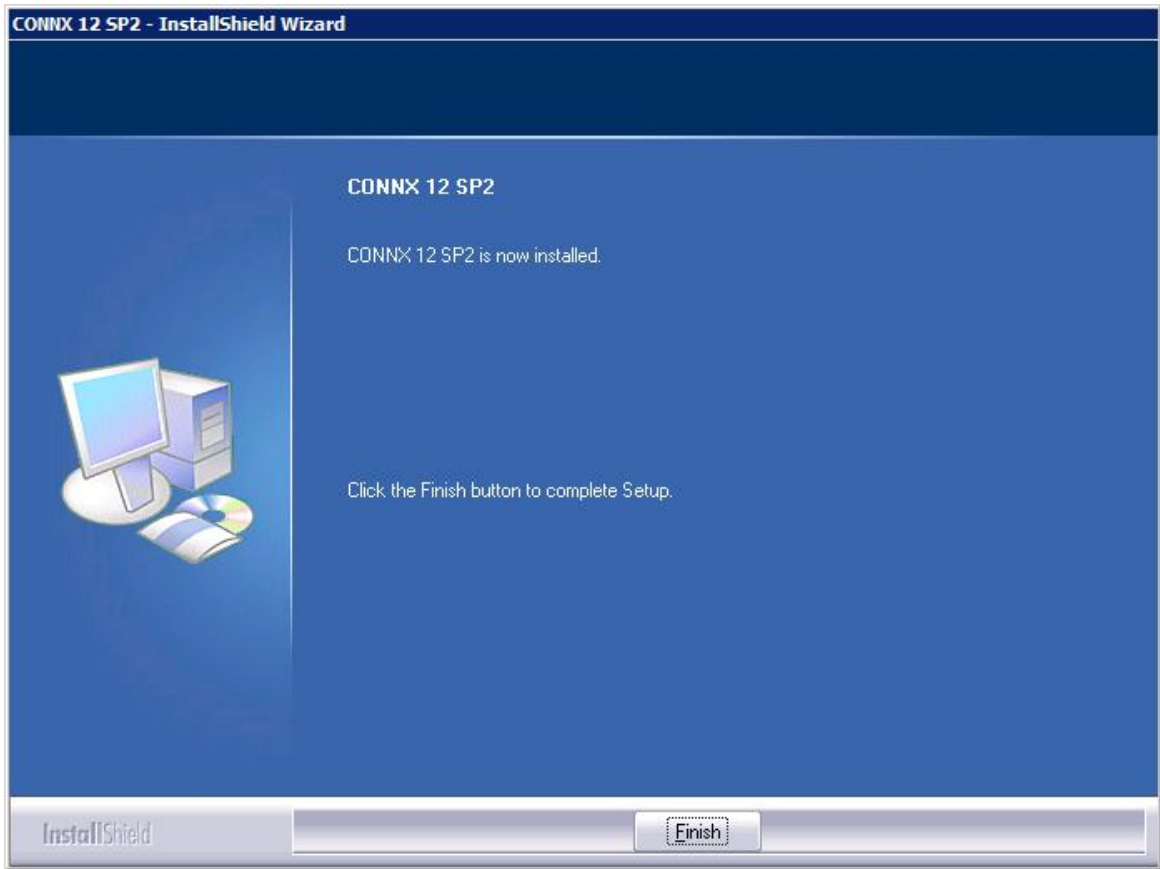 CONNX 12 SP2 - InstallShield Wizard
CONNX 12 SP2
CONNX 12 SP2 is now installed.
Click the Finish button to complete Setup.
InstallShield
Finish